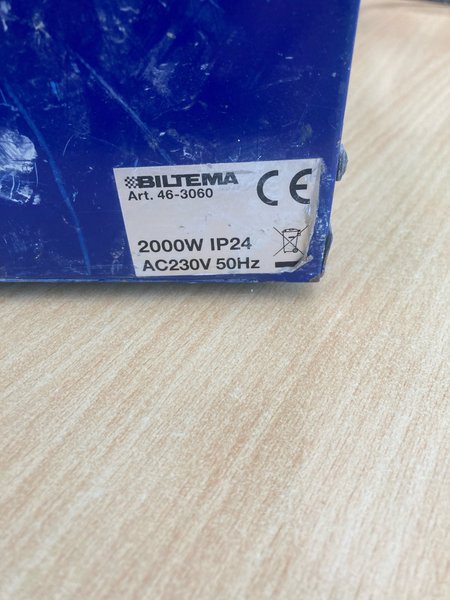 BILTEMA
Art. 46-3060
CE
2000W IP24
AC230V 50Hz